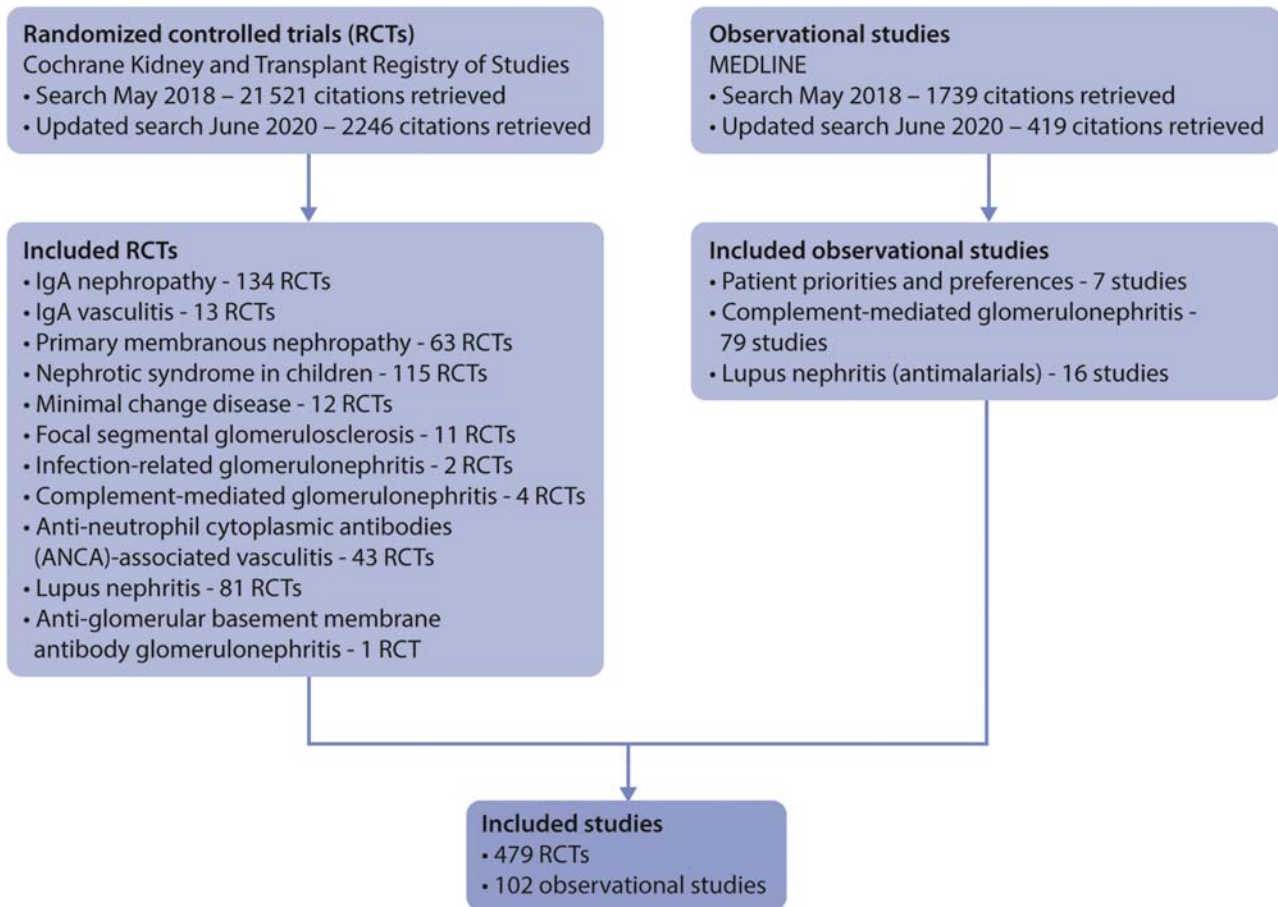 Randomized controlled trials (RCTs)
Cochrane Kidney and Transplant Registry of Studies
• Search May 2018 – 21 521 citations retrieved
• Updated search June 2020 – 2246 citations retrieved
Observational studies
MEDLINE
• Search May 2018 – 1739 citations retrieved
• Updated search June 2020 – 419 citations retrieved
Included RCTs
• IgA nephropathy - 134 RCTs
• IgA vasculitis - 13 RCTs
• Primary membranous nephropathy - 63 RCTs
• Nephrotic syndrome in children - 115 RCTs
• Minimal change disease - 12 RCTs
• Focal segmental glomerulosclerosis - 11 RCTs
• Infection-related glomerulonephritis - 2 RCTs
• Complement-mediated glomerulonephritis - 4 RCTs
• Anti-neutrophil cytoplasmic antibodies
(ANCA)-associated vasculitis - 43 RCTs
• Lupus nephritis - 81 RCTs
• Anti-glomerular basement membrane
antibody glomerulonephritis - 1 RCT
Included observational studies
• Patient priorities and preferences - 7 studies
• Complement-mediated glomerulonephritis -
79 studies
• Lupus nephritis (antimalarials) - 16 studies
Included studies
• 479 RCTs
• 102 observational studies